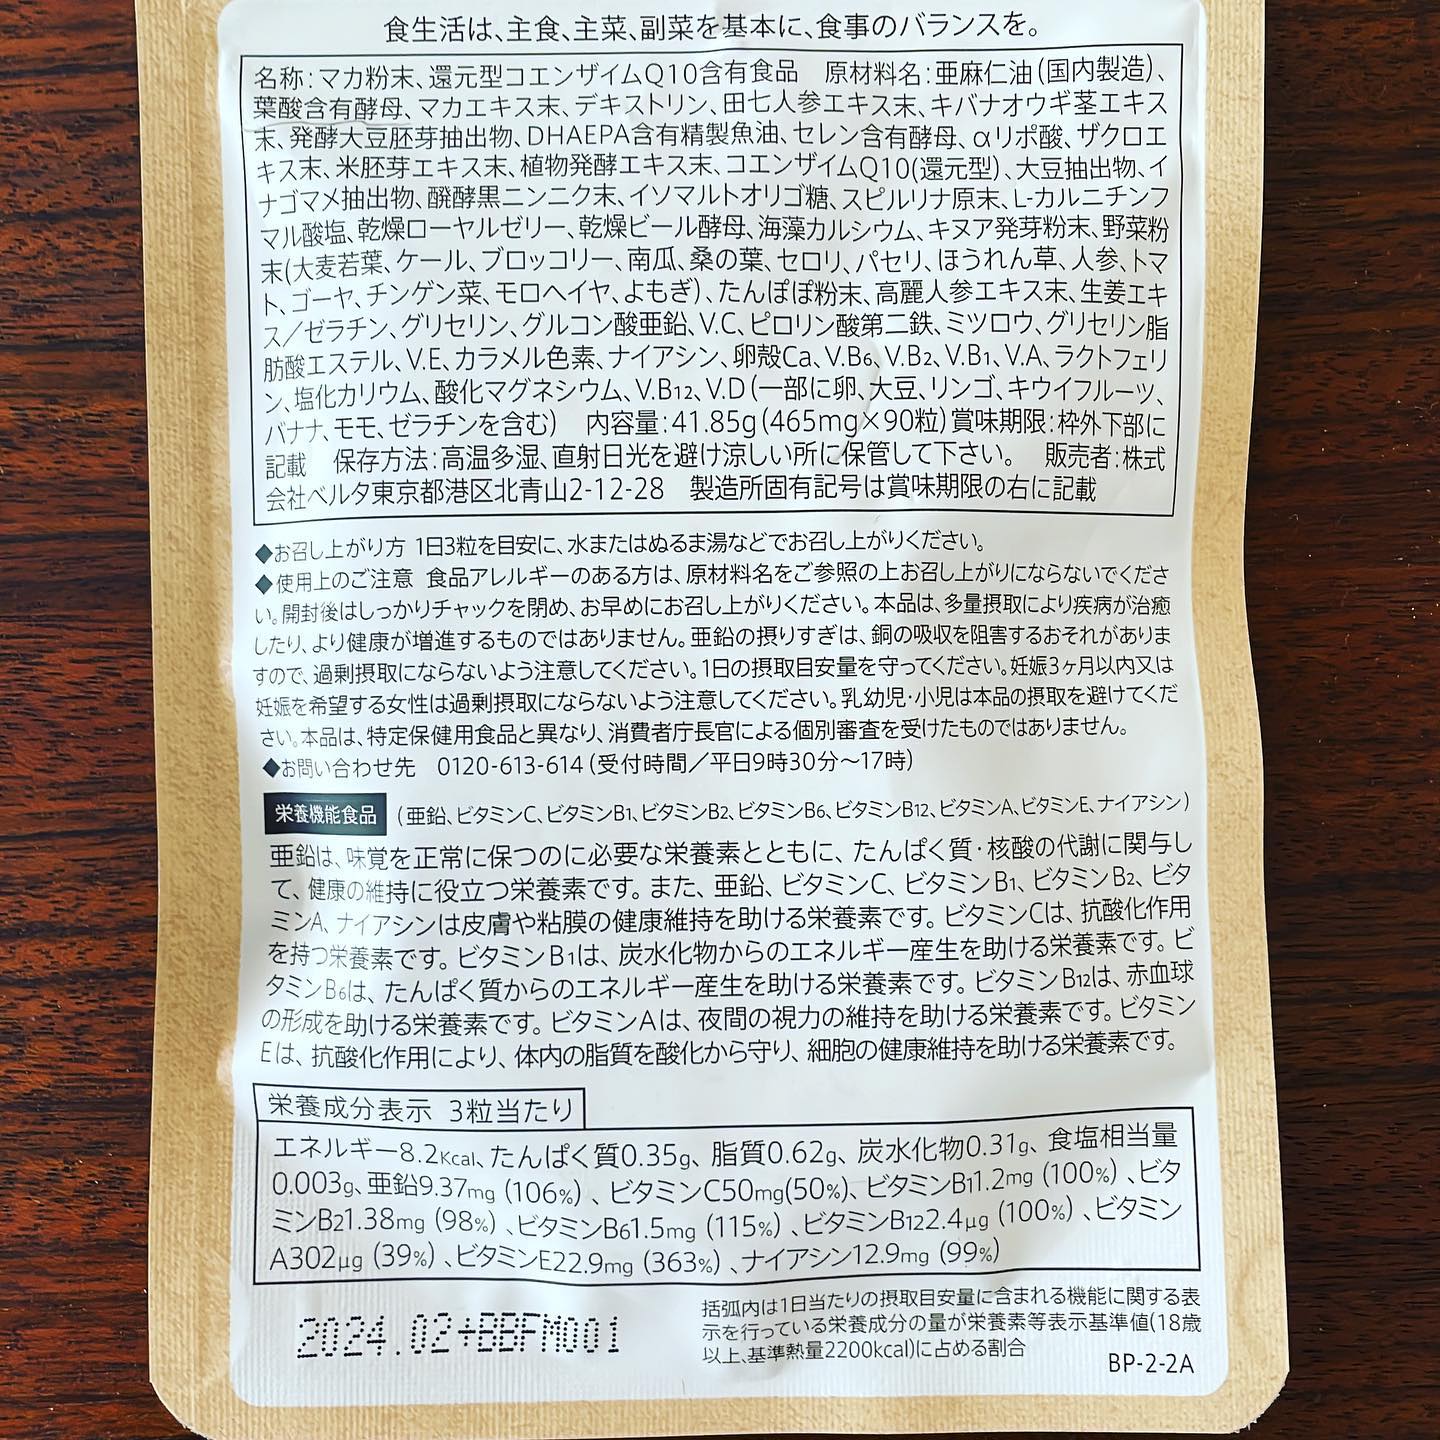 食生活は、主食、主菜、副菜を基本に、食事のバランスを。
名称：マカ粉末、還元型コエンザイムQ10含有食品　原材料名：亜麻仁油（国内製造）、
葉酸含有酵母、マカエキス末、デキストリン、田七人参エキス末、キバナオウギ茎エキス
末、発酵大豆胚芽抽出物、DHAEPA含有精製魚油、セレン含有酵母、αリポ酸、ザクロエ
キス末、米胚芽エキス末、植物発酵エキス末、コエンザイムQ10(還元型)、大豆抽出物、イ
ナゴマメ抽出物、醗酵黒ニンニク末、イソマルトオリゴ糖、スピルリナ原末、L-カルニチンフ
マル酸塩、乾燥ローヤルゼリー、乾燥ビール酵母、海藻カルシウム、キヌア発芽粉末、野菜粉
末(大麦若葉、ケール、ブロッコリー、南瓜、桑の葉、セロリ、パセリ、ほうれん草、人参、トマ
ト、ゴーヤ、チンゲン菜、モロヘイヤ、よもぎ）、たんぽぽ粉末、高麗人参エキス末、生姜エキ
ス／ゼラチン、グリセリン、グルコン酸亜鉛、V.C、ピロリン酸第二鉄、ミツロウ、グリセリン脂
肪酸エステル、V.E、カラメル色素、ナイアシン、卵殻Ca、V.B6、V.B2、V.B1、V.A、ラクトフェリ
ン、塩化カリウム、酸化マグネシウム、V.B12、V.D（一部に卵、大豆、リンゴ、キウイフルーツ、
バナナ、モモ、ゼラチンを含む）　内容量：41.85g（465mg×90粒）賞味期限：枠外下部に
記載　保存方法：高温多湿、直射日光を避け涼しい所に保管して下さい。　販売者：株式
会社ベルタ東京都港区北青山2-12-28　製造所固有記号は賞味期限の右に記載
◆お召し上がり方　1日3粒を目安に、水またはぬるま湯などでお召し上がりください。
◆使用上のご注意　食品アレルギーのある方は、原材料名をご参照の上お召し上がりにならないでくださ
い。開封後はしっかりチャックを閉め、お早めにお召し上がりください。本品は、多量摂取により疾病が治癒
したり、より健康が増進するものではありません。亜鉛の摂りすぎは、銅の吸収を阻害するおそれがありま
すので、過剰摂取にならないよう注意してください。1日の摂取目安量を守ってください。妊娠3ヶ月以内又は
妊娠を希望する女性は過剰摂取にならないよう注意してください。乳幼児・小児は本品の摂取を避けてくだ
さい。本品は、特定保健用食品と異なり、消費者庁長官による個別審査を受けたものではありません。
◆お問い合わせ先　0120-613-614（受付時間／平日9時30分〜17時）
栄養機能食品（亜鉛、ビタミンC、ビタミンB1、ビタミンB2、ビタミンB6、ビタミンB12、ビタミンA、ビタミンE、ナイアシン）
亜鉛は、味覚を正常に保つのに必要な栄養素とともに、たんぱく質・核酸の代謝に関与し
て、健康の維持に役立つ栄養素です。また、亜鉛、ビタミンC、ビタミンB1、ビタミンB2、ビタ
ミンA、ナイアシンは皮膚や粘膜の健康維持を助ける栄養素です。ビタミンCは、抗酸化作用
を持つ栄養素です。ビタミンB1は、炭水化物からのエネルギー産生を助ける栄養素です。ビ
タミンB6は、たんぱく質からのエネルギー産生を助ける栄養素です。ビタミンB12は、赤血球
の形成を助ける栄養素です。ビタミンAは、夜間の視力の維持を助ける栄養素です。ビタミン
Eは、抗酸化作用により、体内の脂質を酸化から守り、細胞の健康維持を助ける栄養素です。
栄養成分表示　3粒当たり
エネルギー8.2Kcal、たんぱく質0.35g、脂質0.62g、炭水化物0.31g、食塩相当量
0.003g、亜鉛9.37mg（106%）、ビタミンC50mg(50%)、ビタミンB11.2mg（100%）、ビタ
ミンB21.38mg（98%）、ビタミンB61.5mg（115%）、ビタミンB122.4μg（100%）、ビタミン
A302μg（39%）、ビタミンE22.9mg（363%）、ナイアシン12.9mg（99%）
括弧内は1日当たりの摂取目安量に含まれる機能に関する表
示を行っている栄養成分の量が栄養素等表示基準値(18歳
以上、基準熱量2200kcal)に占める割合
2024.02+BBFM001
BP-2-2A